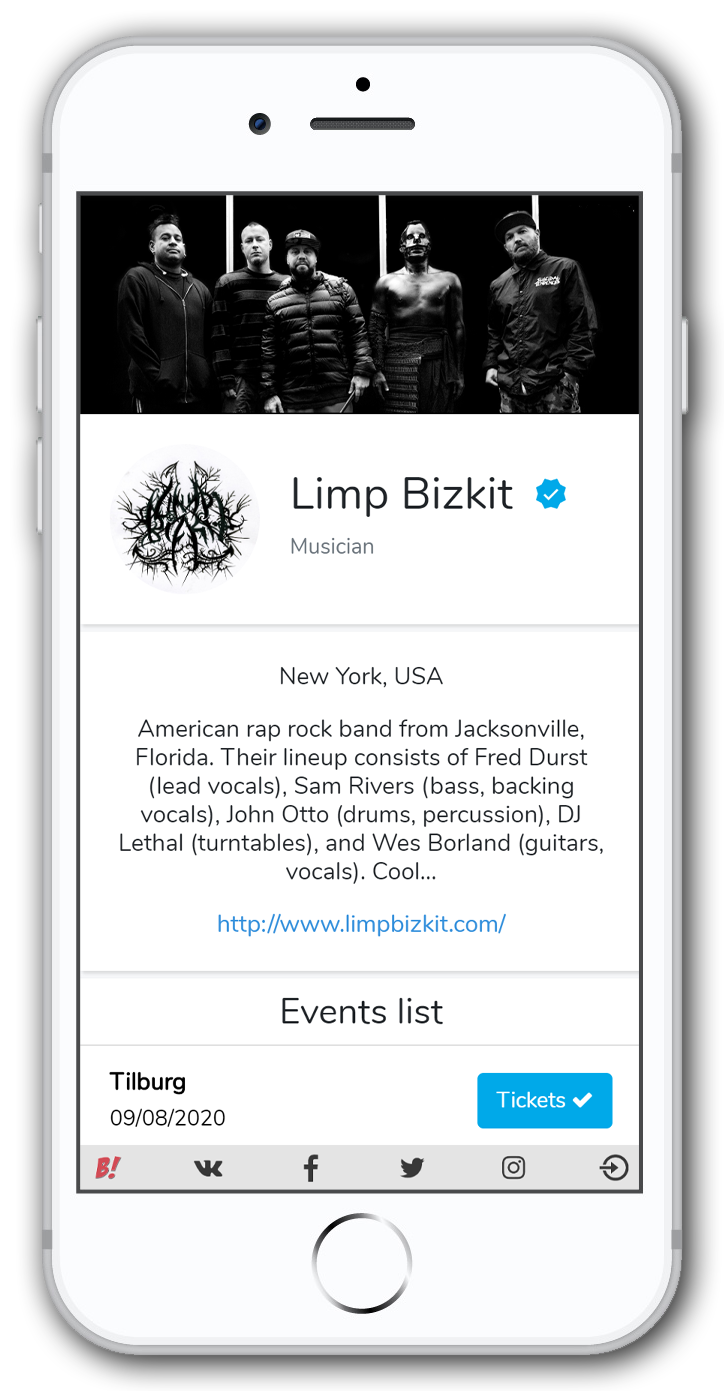 SUICIDAL
TENDENCIES
Limp Bizkit
Musician
New York, USA
American rap rock band from Jacksonville,
Florida. Their lineup consists of Fred Durst
(lead vocals), Sam Rivers (bass, backing
vocals), John Otto (drums, percussion), DJ
Lethal (turntables), and Wes Borland (guitars,
vocals). Cool...
http://www.limpbizkit.com/
Events list
Tilburg
09/08/2020
Tickets
B!